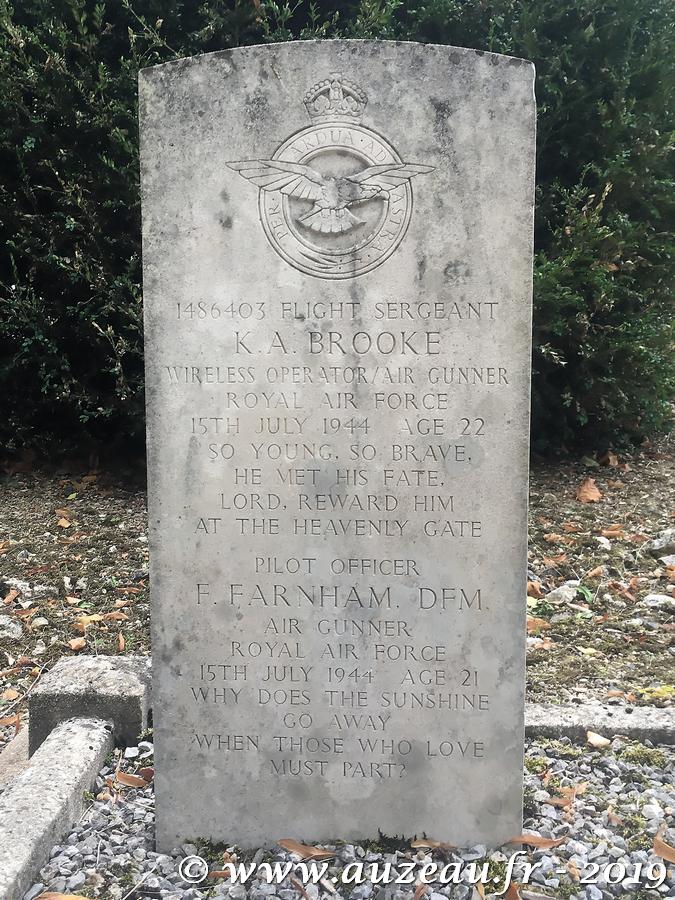 PER · ARDUA · AD ASTRA
1486403 FLIGHT SERGEANT
K. A. BROOKE
WIRELESS OPERATOR/AIR GUNNER
ROYAL AIR FORCE
15TH JULY 1944 AGE 22
SO YOUNG, SO BRAVE,
HE MET HIS FATE,
LORD, REWARD HIM
AT THE HEAVENLY GATE
PILOT OFFICER
F. FARNHAM, DFM.
AIR GUNNER
ROYAL AIR FORCE
15TH JULY 1944 AGE 21
WHY DOES THE SUNSHINE
GO AWAY
WHEN THOSE WHO LOVE
MUST PART?
© www.auzeau.fr - 2019